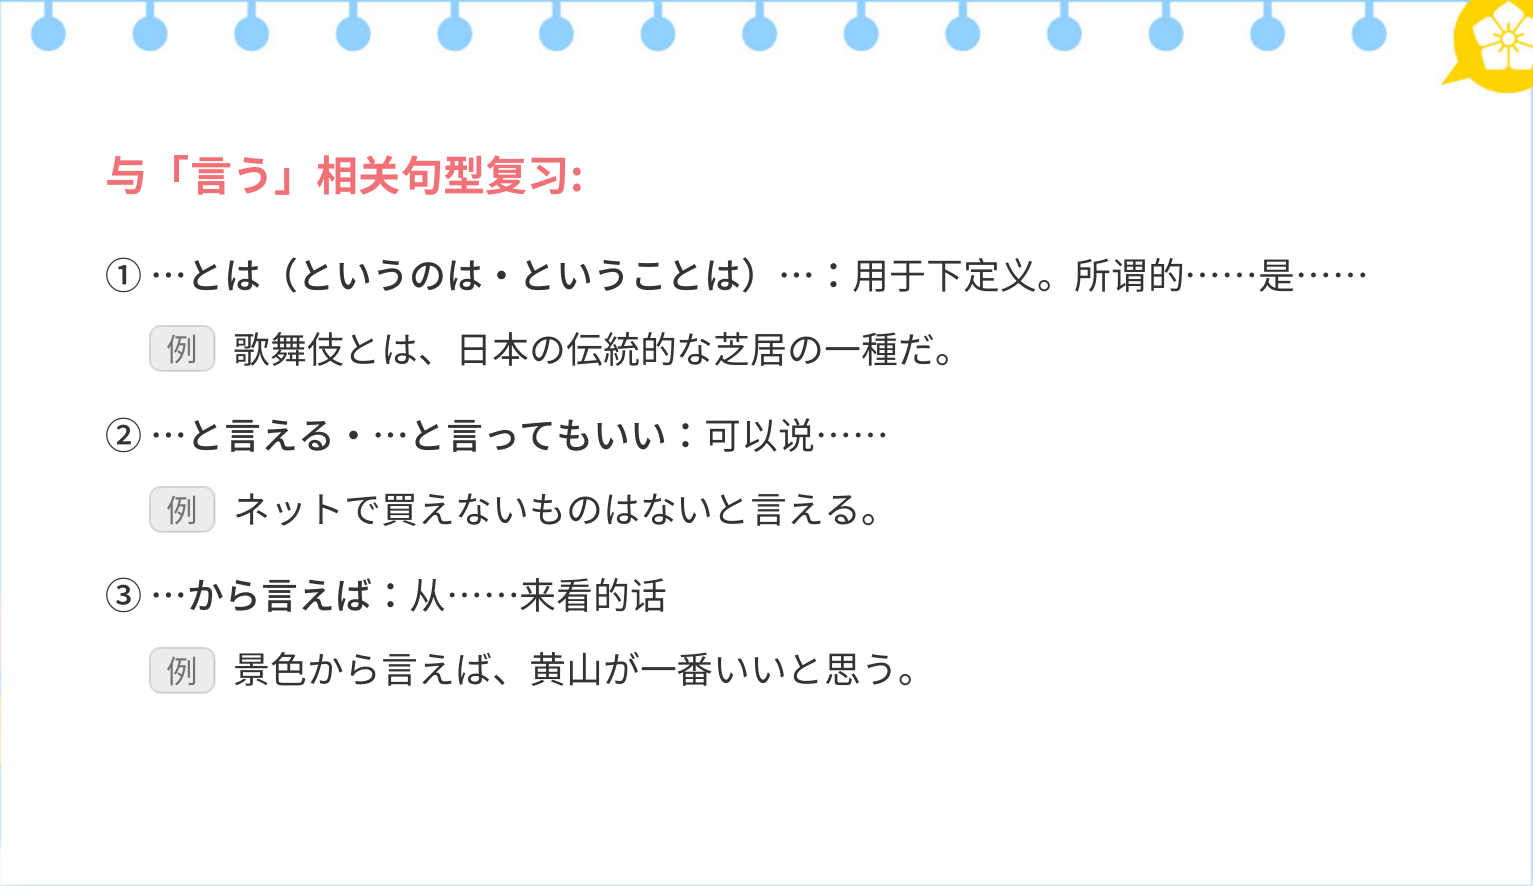 与「言う」相关句型复习:
① …とは（というのは・ということは）…：用于下定义。所谓的……是……
例 歌舞伎とは、日本の伝統的な芝居の一種だ。
② …と言える・…と言ってもいい：可以说……
例 ネットで買えないものはないと言える。
③ …から言えば：从……来看的话
例 景色から言えば、黄山が一番いいと思う。